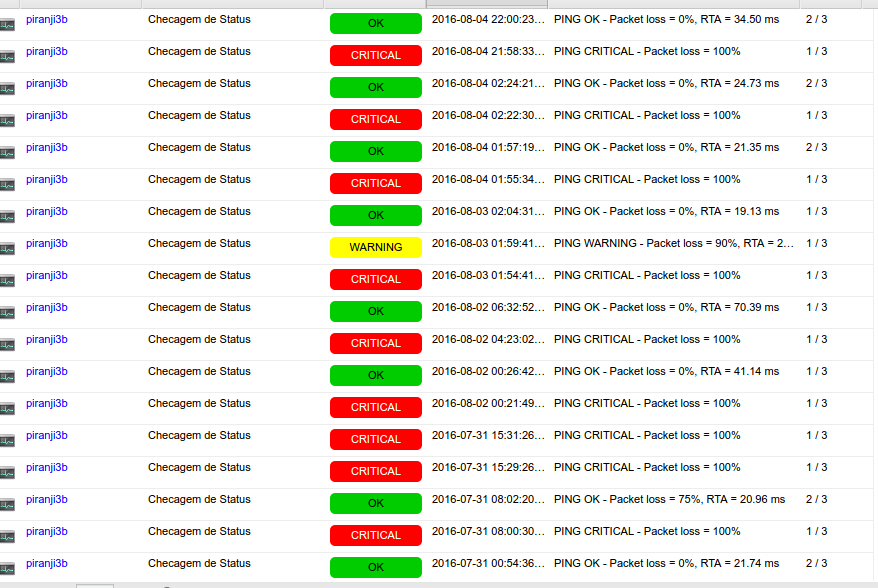 piranji3b Checagem de Status OK 2016-08-04 22:00:23... PING OK - Packet loss = 0%, RTA = 34.50 ms 2 / 3
piranji3b Checagem de Status CRITICAL 2016-08-04 21:58:33... PING CRITICAL - Packet loss = 100% 1 / 3
piranji3b Checagem de Status OK 2016-08-04 02:24:21... PING OK - Packet loss = 0%, RTA = 24.73 ms 2 / 3
piranji3b Checagem de Status CRITICAL 2016-08-04 02:22:30... PING CRITICAL - Packet loss = 100% 1 / 3
piranji3b Checagem de Status OK 2016-08-04 01:57:19... PING OK - Packet loss = 0%, RTA = 21.35 ms 2 / 3
piranji3b Checagem de Status CRITICAL 2016-08-04 01:55:34... PING CRITICAL - Packet loss = 100% 1 / 3
piranji3b Checagem de Status OK 2016-08-03 02:04:31... PING OK - Packet loss = 0%, RTA = 19.13 ms 1 / 3
piranji3b Checagem de Status WARNING 2016-08-03 01:59:41... PING WARNING - Packet loss = 90%, RTA = 2... 1 / 3
piranji3b Checagem de Status CRITICAL 2016-08-03 01:54:41... PING CRITICAL - Packet loss = 100% 1 / 3
piranji3b Checagem de Status OK 2016-08-02 06:32:52... PING OK - Packet loss = 0%, RTA = 70.39 ms 1 / 3
piranji3b Checagem de Status CRITICAL 2016-08-02 04:23:02... PING CRITICAL - Packet loss = 100% 1 / 3
piranji3b Checagem de Status OK 2016-08-02 00:26:42... PING OK - Packet loss = 0%, RTA = 41.14 ms 1 / 3
piranji3b Checagem de Status CRITICAL 2016-08-02 00:21:49... PING CRITICAL - Packet loss = 100% 1 / 3
piranji3b Checagem de Status CRITICAL 2016-07-31 15:31:26... PING CRITICAL - Packet loss = 100% 1 / 3
piranji3b Checagem de Status CRITICAL 2016-07-31 15:29:26... PING CRITICAL - Packet loss = 100% 1 / 3
piranji3b Checagem de Status OK 2016-07-31 08:02:20... PING OK - Packet loss = 75%, RTA = 20.96 ms 2 / 3
piranji3b Checagem de Status CRITICAL 2016-07-31 08:00:30... PING CRITICAL - Packet loss = 100% 1 / 3
piranji3b Checagem de Status OK 2016-07-31 00:54:36... PING OK - Packet loss = 0%, RTA = 21.74 ms 2 / 3